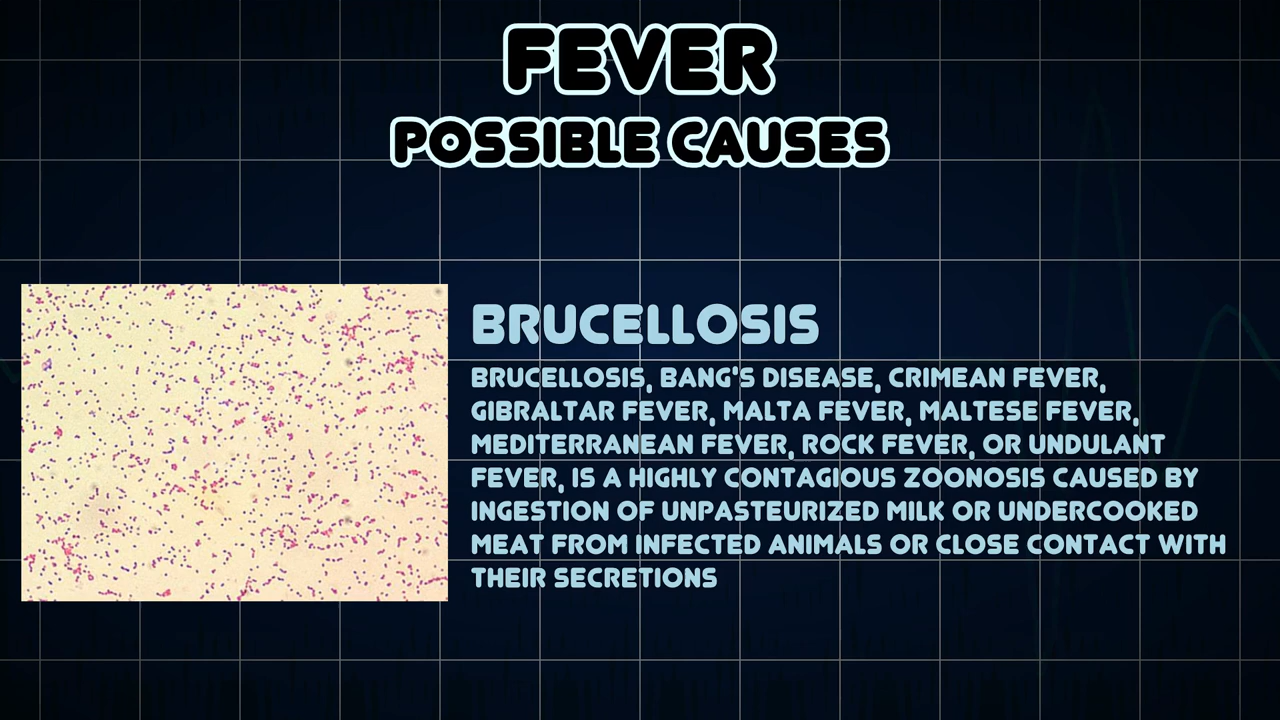 FEVER
POSSIBLE CAUSES
BRUCELLOSIS
BRUCELLOSIS, BANG'S DISEASE, CRIMEAN FEVER,
GIBRALTAR FEVER, MALTA FEVER, MALTESE FEVER,
MEDITERRANEAN FEVER, ROCK FEVER, OR UNDULANT
FEVER, IS A HIGHLY CONTAGIOUS ZOONOSIS CAUSED BY
INGESTION OF UNPASTEURIZED MILK OR UNDERCOOKED
MEAT FROM INFECTED ANIMALS OR CLOSE CONTACT WITH
THEIR SECRETIONS